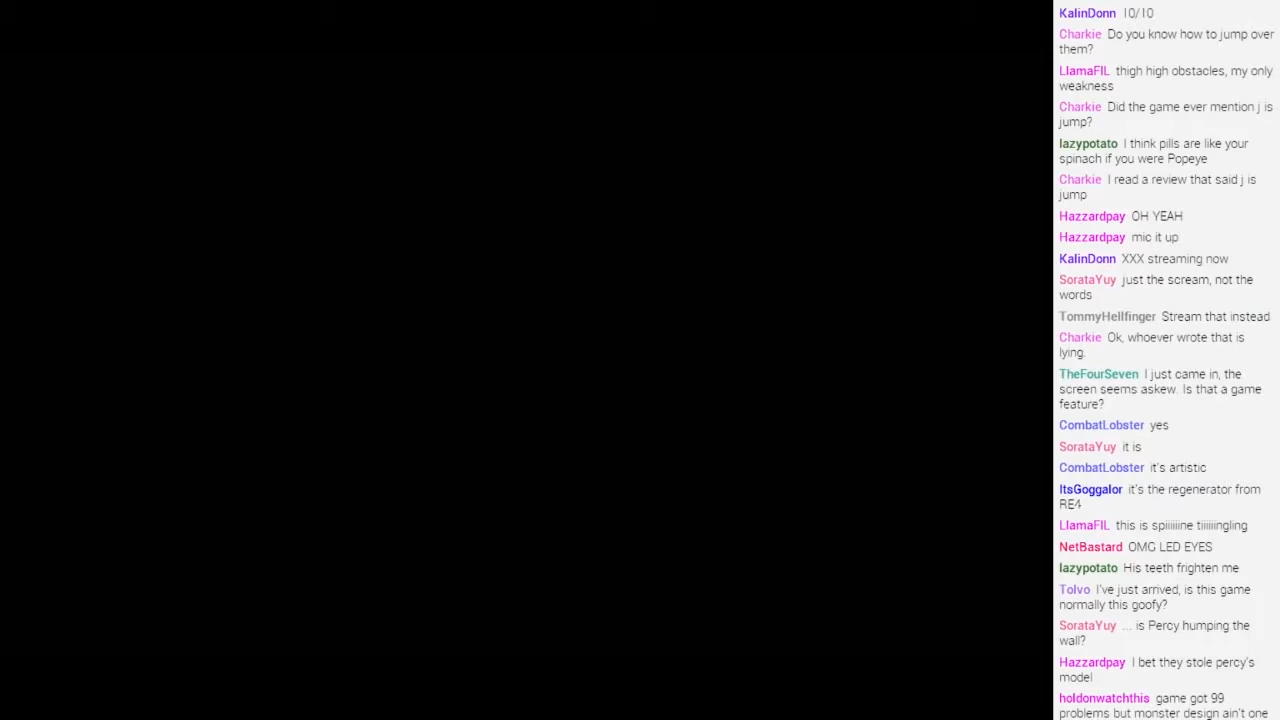 KalinDonn 10/10
Charkie Do you know how to jump over
them?
LlamaFIL thigh high obstacles, my only
weakness
Charkie Did the game ever mention j is
jump?
lazypotato I think pills are like your
spinach if you were Popeye
Charkie I read a review that said j is
jump
Hazzardpay OH YEAH
Hazzardpay mic it up
KalinDonn XXX streaming now
SorataYuy just the scream, not the
words
TommyHellfinger Stream that instead
Charkie Ok, whoever wrote that is
lying.
TheFourSeven I just came in, the
screen seems askew. Is that a game
feature?
CombatLobster yes
SorataYuy it is
CombatLobster it's artistic
ItsGoggalor it's the regenerator from
RE4
LlamaFIL this is spiiiiiine tiiiiiingling
NetBastard OMG LED EYES
lazypotato His teeth frighten me
Tolvo I've just arrived, is this game
normally this goofy?
SorataYuy ... is Percy humping the
wall?
Hazzardpay I bet they stole percy's
model
holdonwatchthis game got 99
problems but monster design ain't one